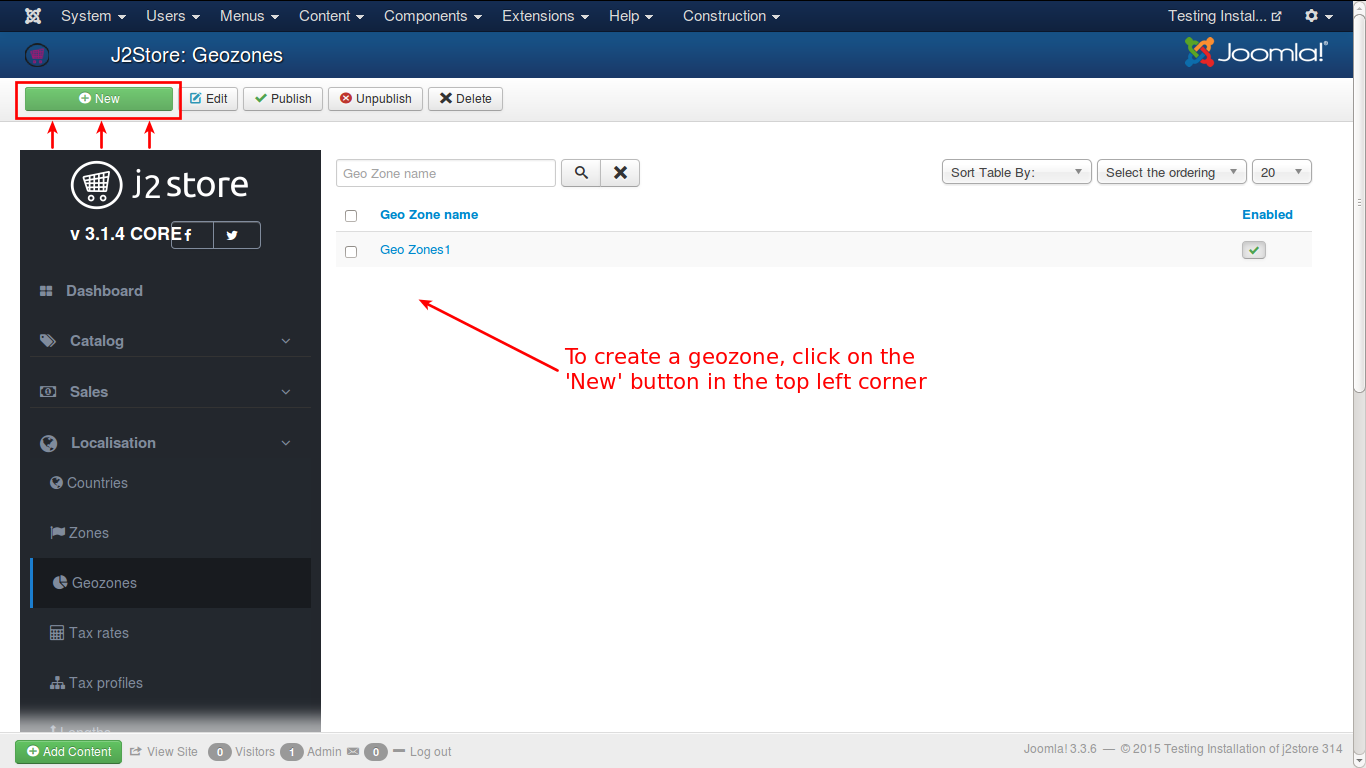 System Users Menus Content Components Extensions Help Construction Testing Instal...
J2Store: Geozones Joomla!®
New Edit Publish Unpublish Delete
j2store
v 3.1.4 CORE
Dashboard
Catalog
Sales
Localisation
Countries
Zones
Geozones
Tax rates
Tax profiles
Lengths
Geo Zone name Sort Table By: Select the ordering 20
Geo Zone name Enabled
Geo Zones1
To create a geozone, click on the
'New' button in the top left corner
Add Content View Site 0 Visitors 1 Admin 0 Log out Joomla! 3.3.6 — © 2015 Testing Installation of j2store 314